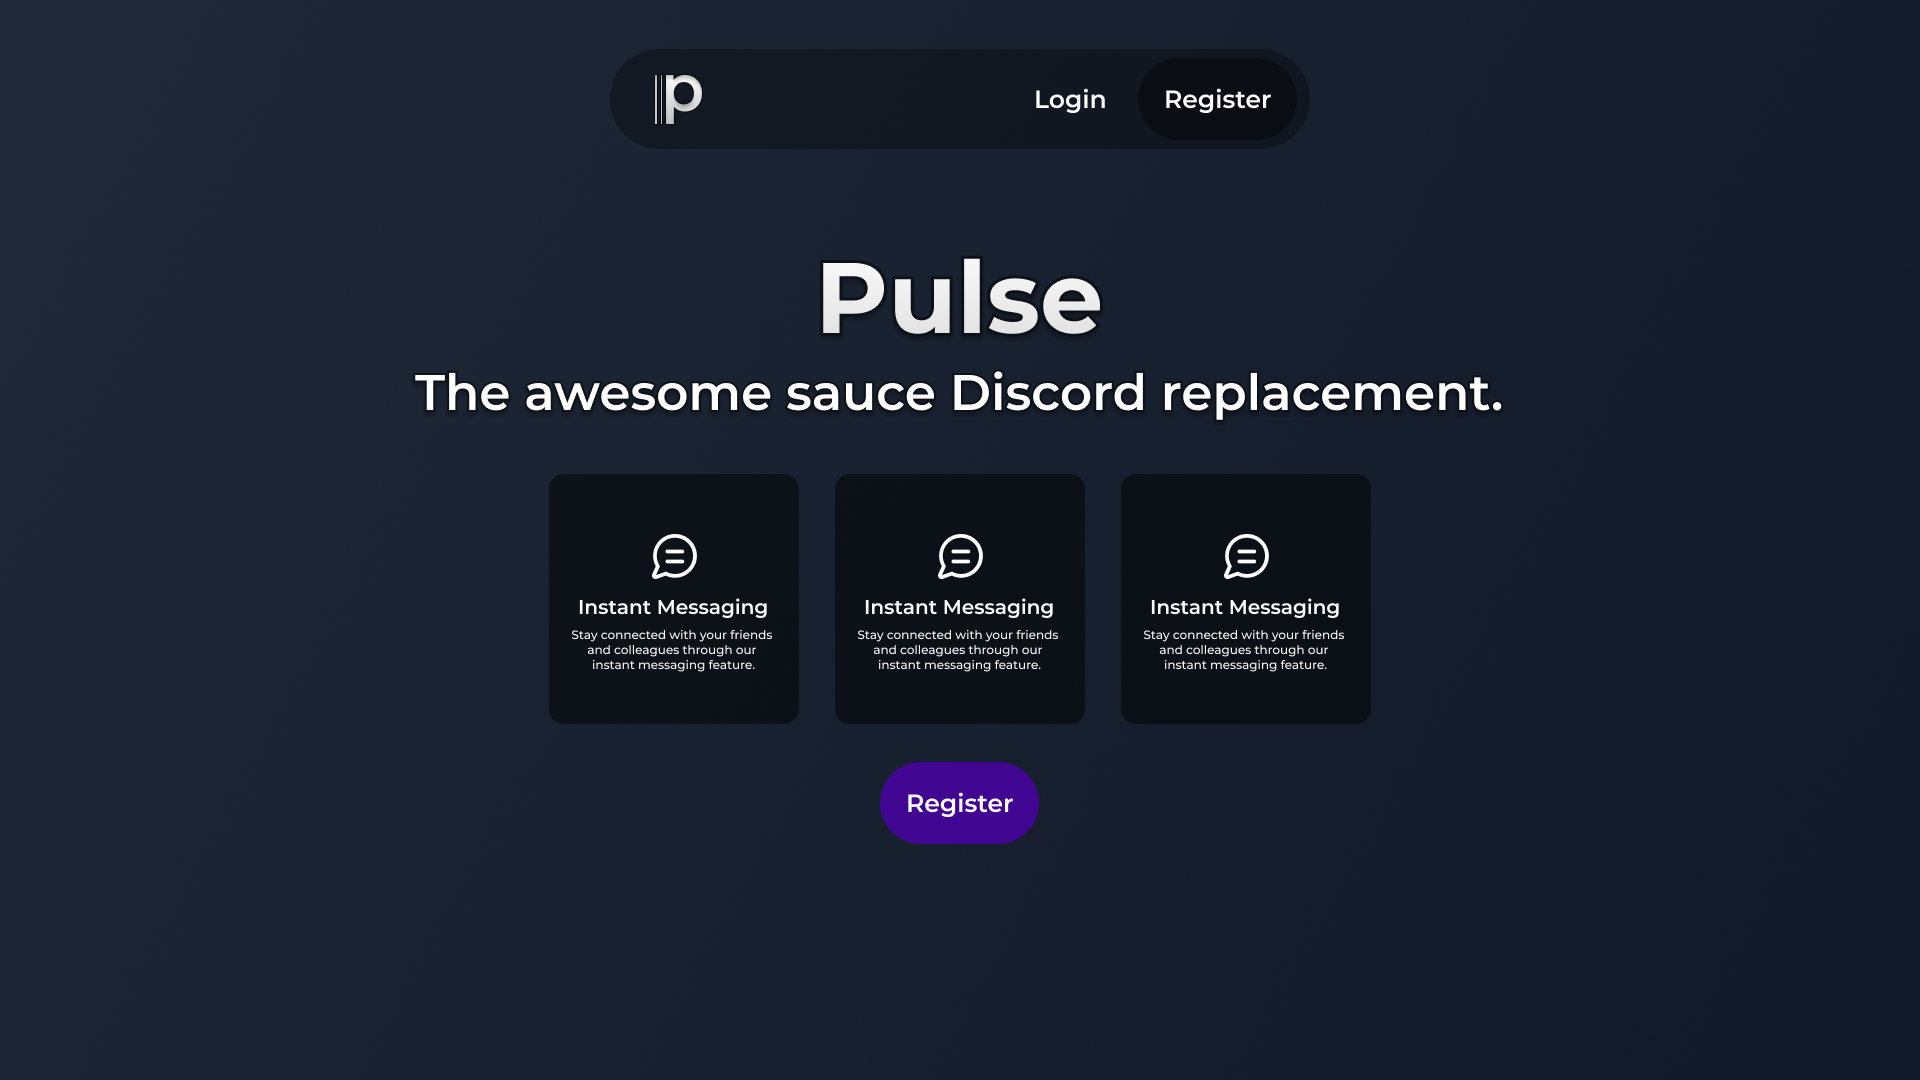 p
Login
Register
Pulse
The awesome sauce Discord replacement.
Instant Messaging
Stay connected with your friends
and colleagues through our
instant messaging feature.
Instant Messaging
Stay connected with your friends
and colleagues through our
instant messaging feature.
Instant Messaging
Stay connected with your friends
and colleagues through our
instant messaging feature.
Register